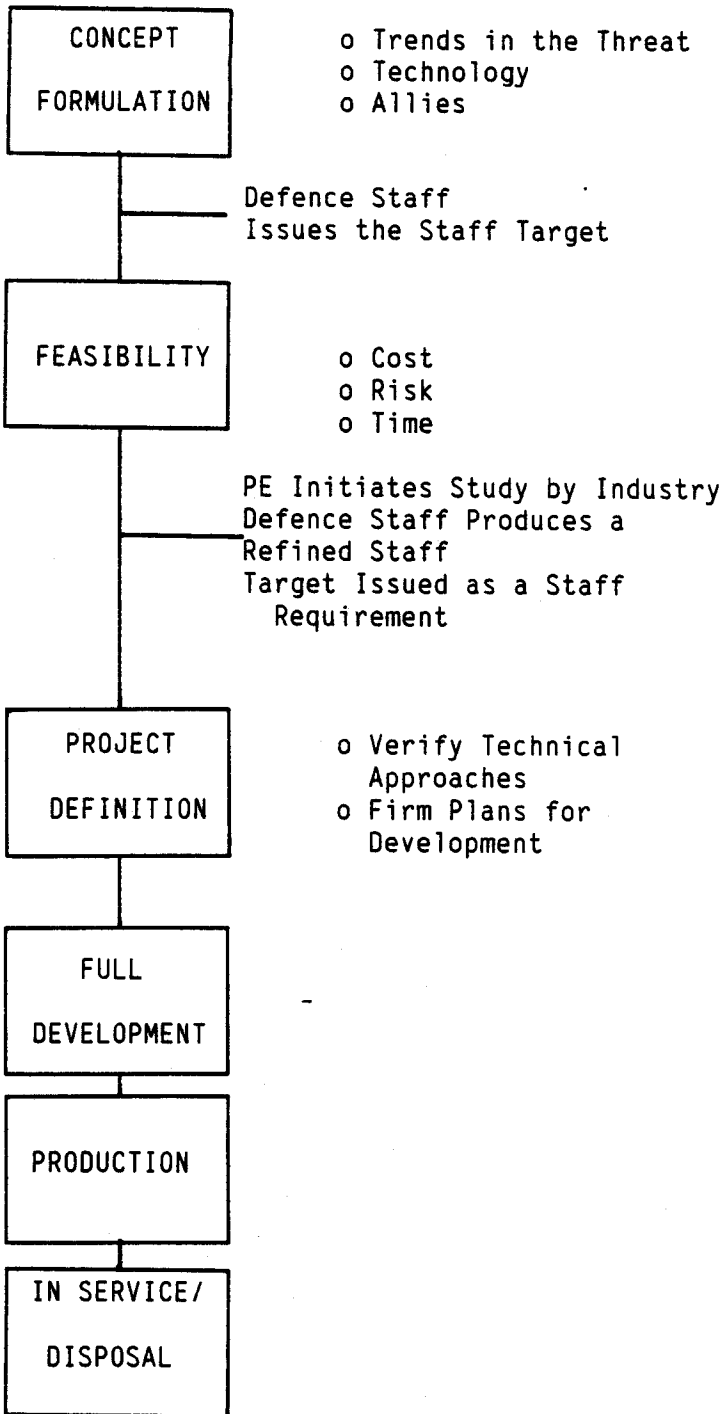 CONCEPT
FORMULATION
o Trends in the Threat
o Technology
o Allies
Defence Staff
Issues the Staff Target
FEASIBILITY
o Cost
o Risk
o Time
PE Initiates Study by Industry
Defence Staff Produces a
Refined Staff
Target Issued as a Staff
Requirement
PROJECT
DEFINITION
o Verify Technical
Approaches
o Firm Plans for
Development
FULL
DEVELOPMENT
PRODUCTION
IN SERVICE/
DISPOSAL